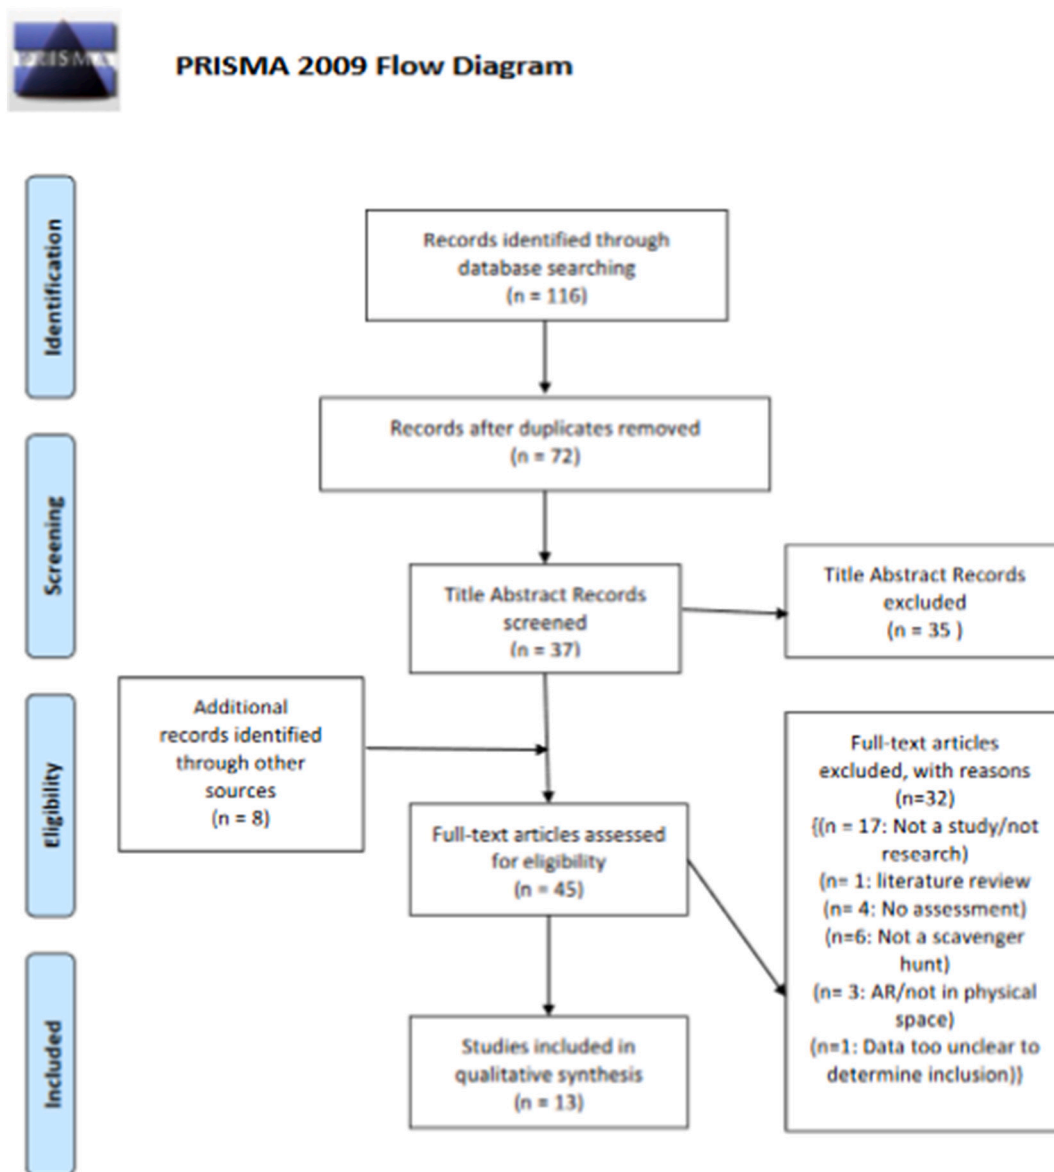 PRISMA
PRISMA 2009 Flow Diagram
Identification
Records identified through
database searching
(n = 116)
Records after duplicates removed
(n = 72)
Screening
Title Abstract Records
screened
(n = 37)
Title Abstract Records
excluded
(n = 35 )
Additional
records identified
through other
sources
(n = 8)
Eligibility
Full-text articles assessed
for eligibility
(n = 45)
Full-text articles
excluded, with reasons
(n=32)
{(n = 17: Not a study/not
research)
(n= 1: literature review
(n= 4: No assessment)
(n=6: Not a scavenger
hunt)
(n= 3: AR/not in physical
space)
(n=1: Data too unclear to
determine inclusion)}
Included
Studies included in
qualitative synthesis
(n = 13)